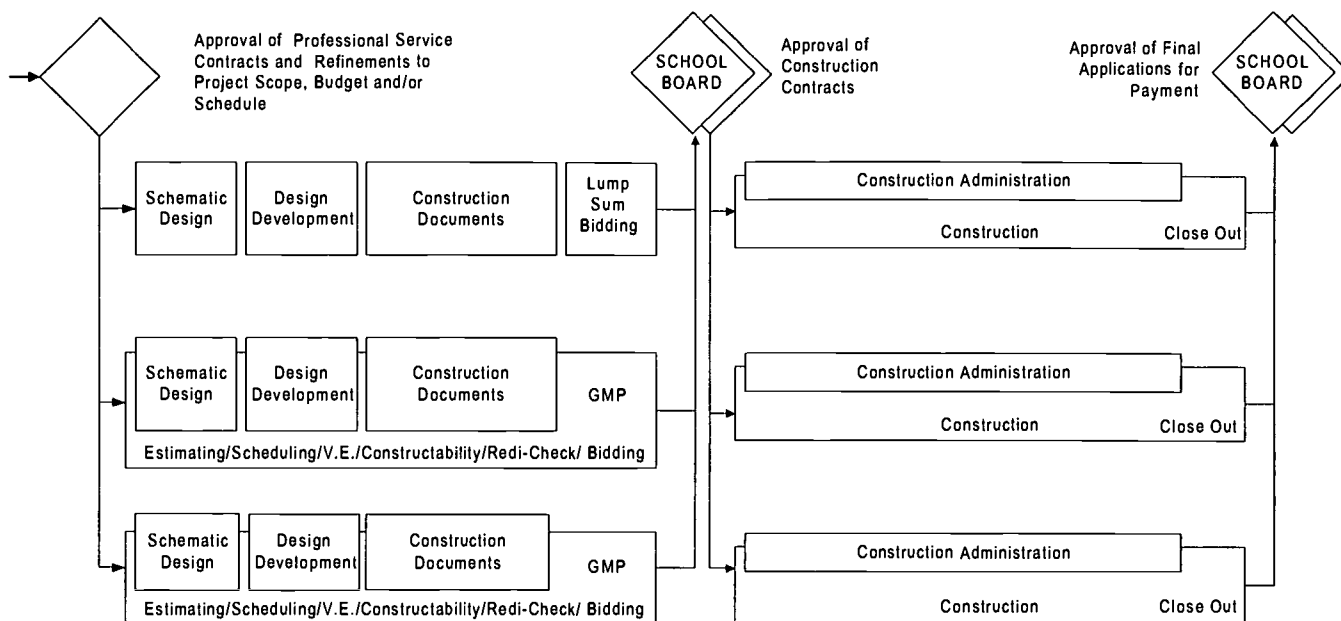 Approval of Professional Service
Contracts and Refinements to
Project Scope, Budget and/or
Schedule
SCHOOL
BOARD
Approval of
Construction
Contracts
Approval of Final
Applications for
Payment
SCHOOL
BOARD
Schematic
Design
Design
Development
Construction
Documents
Lump
Sum
Bidding
Construction Administration
Construction
Close Out
Schematic
Design
Design
Development
Construction
Documents
GMP
Estimating/Scheduling/V.E./Constructability/Redi-Check/ Bidding
Construction Administration
Construction
Close Out
Schematic
Design
Design
Development
Construction
Documents
GMP
Estimating/Scheduling/V.E./Constructability/Redi-Check/ Bidding
Construction Administration
Construction
Close Out